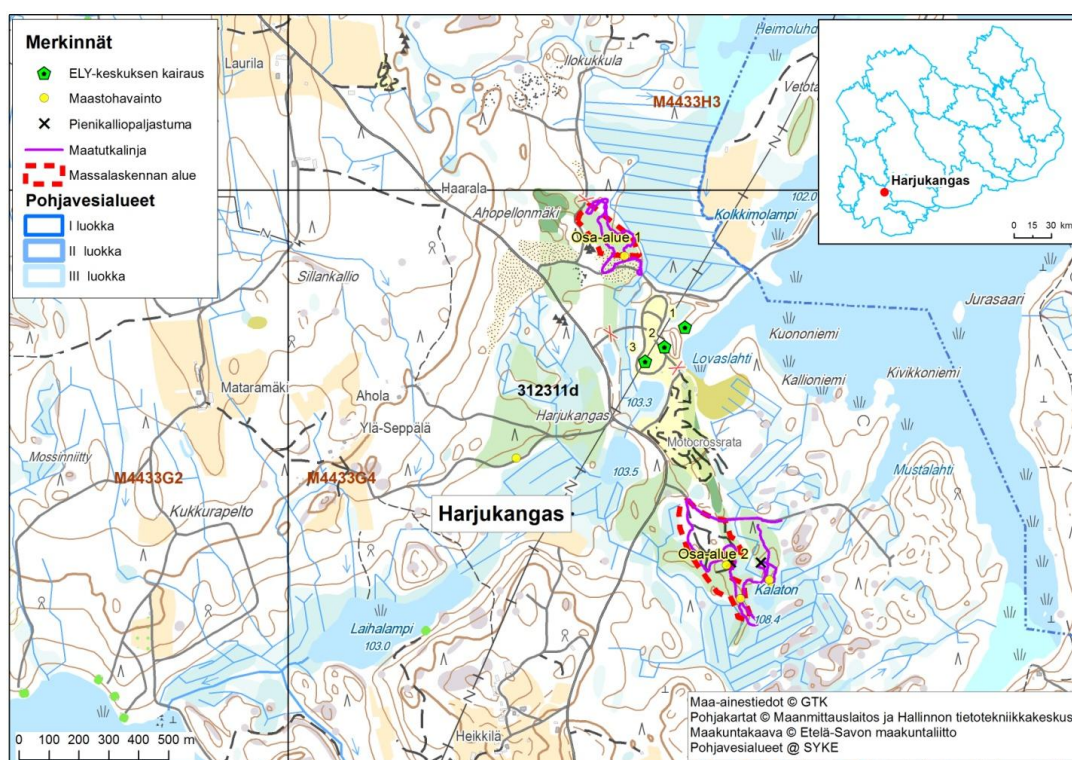 Merkinnät
ELY-keskuksen kairaus
Maastohavainto
Pienikalliopaljastuma
Maatutkalinja
Massalaskennan alue
Pohjavesialueet
I luokka
II luokka
III luokka
Laurila
Ilokukkula
Heimoluhd
M4433H3
Vetota
Harjukangas
0 15 30 km
Haarala
Ahopellonmäki
Kolkkimolampi
102.0
Osa-alue 1
Sillankallio
Jurasaari
1
2
3
Kuononiemi
Lovaslahti
Kallioniemi
Kivikkoniemi
Mataramäki
Ahola
312311d
103.3
Ylä-Seppälä
Harjukangas
Motocrossrata
Mossinniitty
M4433G2
M4433G4
103.5
Mustalahti
Kukkurapelto
Harjukangas
Osa-alue 2
Kalaton
108.4
Laihalampi
103.0
Heikkilä
0 100 200 300 400 500 m
Maa-ainestiedot © GTK
Pohjakartat © Maanmittauslaitos ja Hallinnon tietotekniikkakeskus
Maakuntakaava © Etelä-Savon maakuntaliitto
Pohjavesialueet @ SYKE